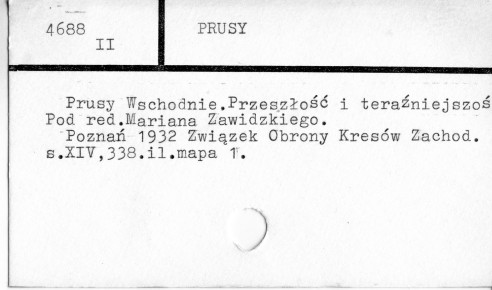 4688
II
PRUSY
Prusy Wschodnie.Przeszłość i teraźniejszoś
Pod red.Mariana Zawidzkiego.
Poznań 1932 Związek Obrony Kresów Zachod.
s.XIV,338.il.mapa 1.